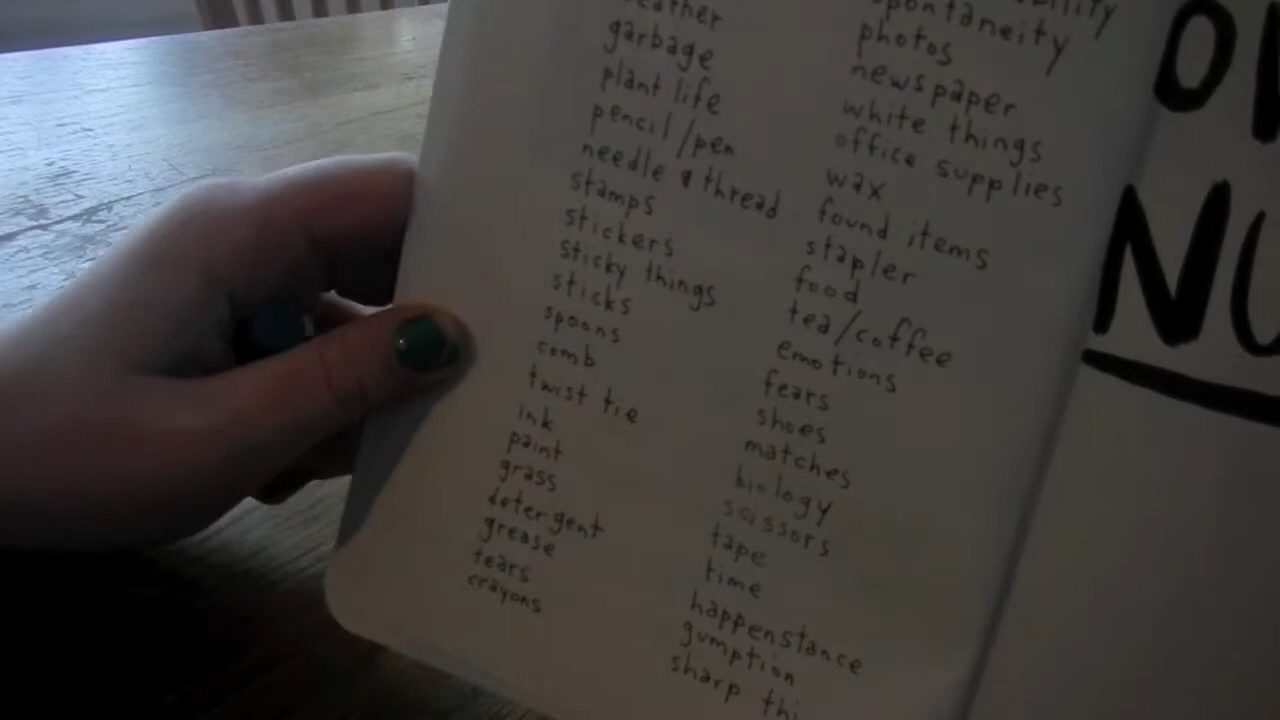 garbage
plant life
pencil/pen
needle & thread
stamps
stickers
sticky things
sticks
spoons
comb
twist tie
ink
paint
grass
detergent
grease
tears
crayons
spontaneity
photos
newspaper
white things
office supplies
wax
found items
stapler
food
tea/coffee
emotions
fears
shoes
matches
biology
scissors
tape
time
happenstance
gumption
sharp